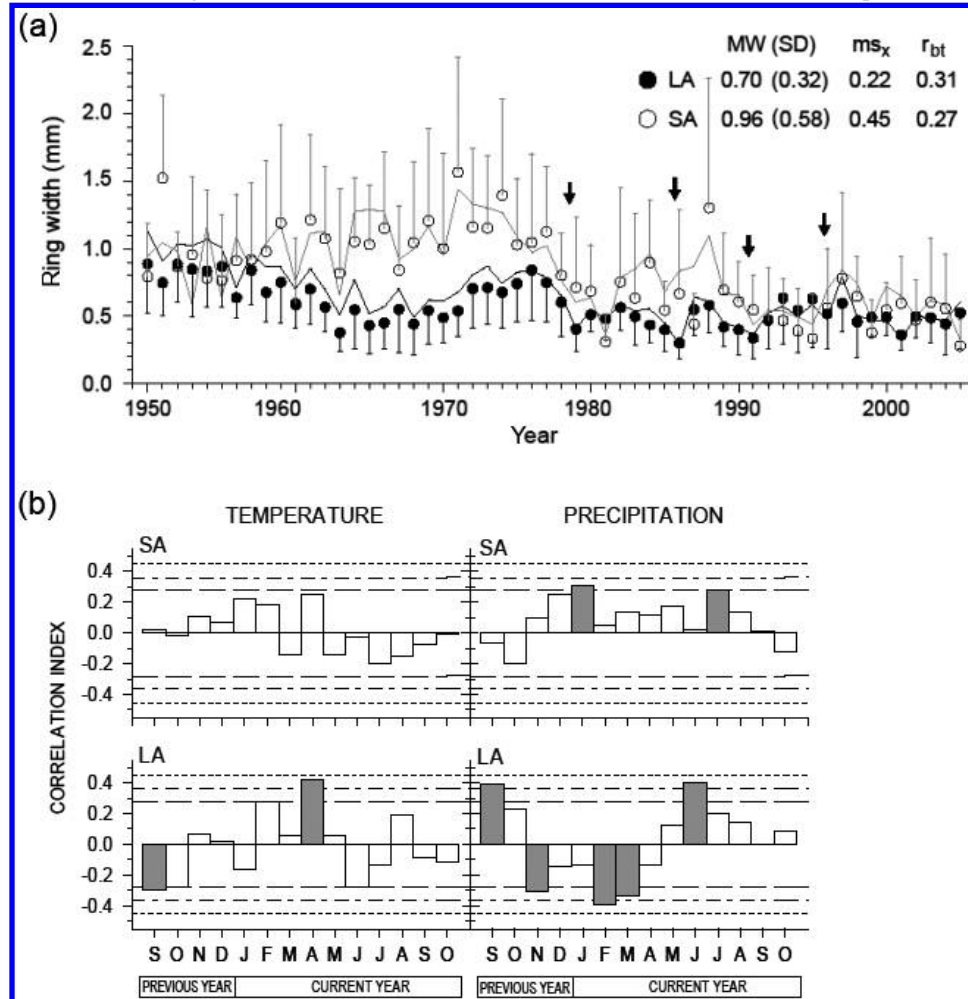 (a)
MW (SD) ms_x r_bt
LA 0.70 (0.32) 0.22 0.31
SA 0.96 (0.58) 0.45 0.27
Ring width (mm)
2.5
2.0
1.5
1.0
0.5
0.0
1950 1960 1970 1980 1990 2000
Year
(b)
TEMPERATURE PRECIPITATION
CORRELATION INDEX
SA SA
0.4
0.2
0.0
-0.2
-0.4
LA LA
0.4
0.2
0.0
-0.2
-0.4
S O N D J F M A M J J A S O S O N D J F M A M J J A S O
PREVIOUS YEAR CURRENT YEAR PREVIOUS YEAR CURRENT YEAR